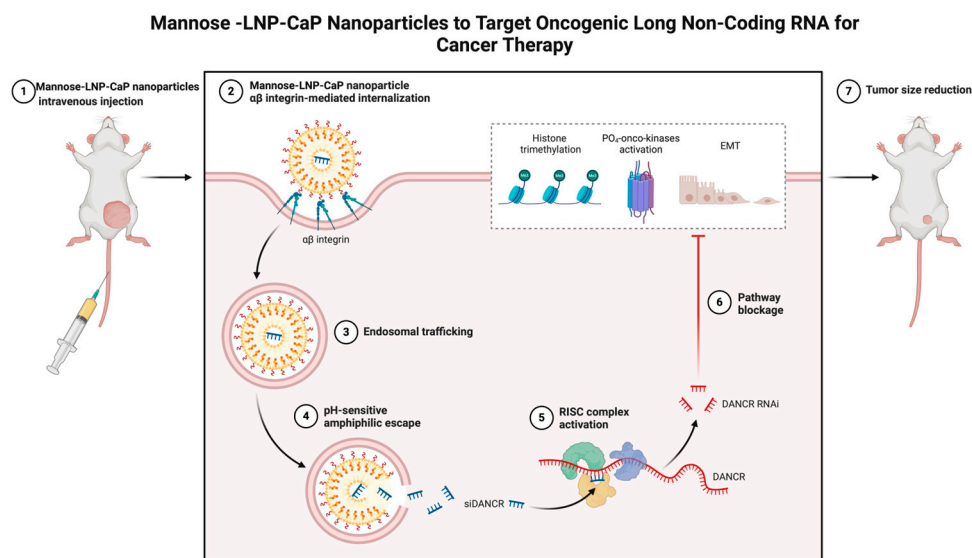 Mannose -LNP-CaP Nanoparticles to Target Oncogenic Long Non-Coding RNA for
Cancer Therapy
1
Mannose-LNP-CaP nanoparticles
intravenous injection
2
Mannose-LNP-CaP nanoparticle
αβ integrin-mediated internalization
αβ integrin
Histone
trimethylation
Me3
Me3
Me3
PO₄-onco-kinases
activation
EMT
3
Endosomal trafficking
4
pH-sensitive
amphiphilic escape
siDANCR
5
RISC complex
activation
DANCR
DANCR RNAi
6
Pathway
blockage
7
Tumor size reduction